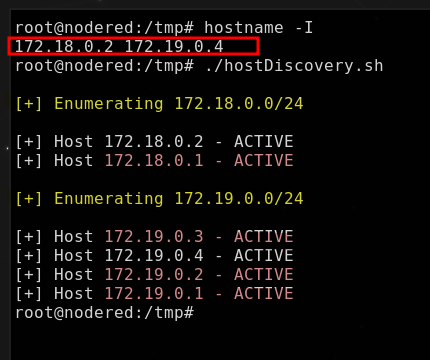 root@nodered:/tmp# hostname -I
172.18.0.2 172.19.0.4
root@nodered:/tmp# ./hostDiscovery.sh
[+] Enumerating 172.18.0.0/24
[+] Host 172.18.0.2 - ACTIVE
[+] Host 172.18.0.1 - ACTIVE
[+] Enumerating 172.19.0.0/24
[+] Host 172.19.0.3 - ACTIVE
[+] Host 172.19.0.4 - ACTIVE
[+] Host 172.19.0.2 - ACTIVE
[+] Host 172.19.0.1 - ACTIVE
root@nodered:/tmp#